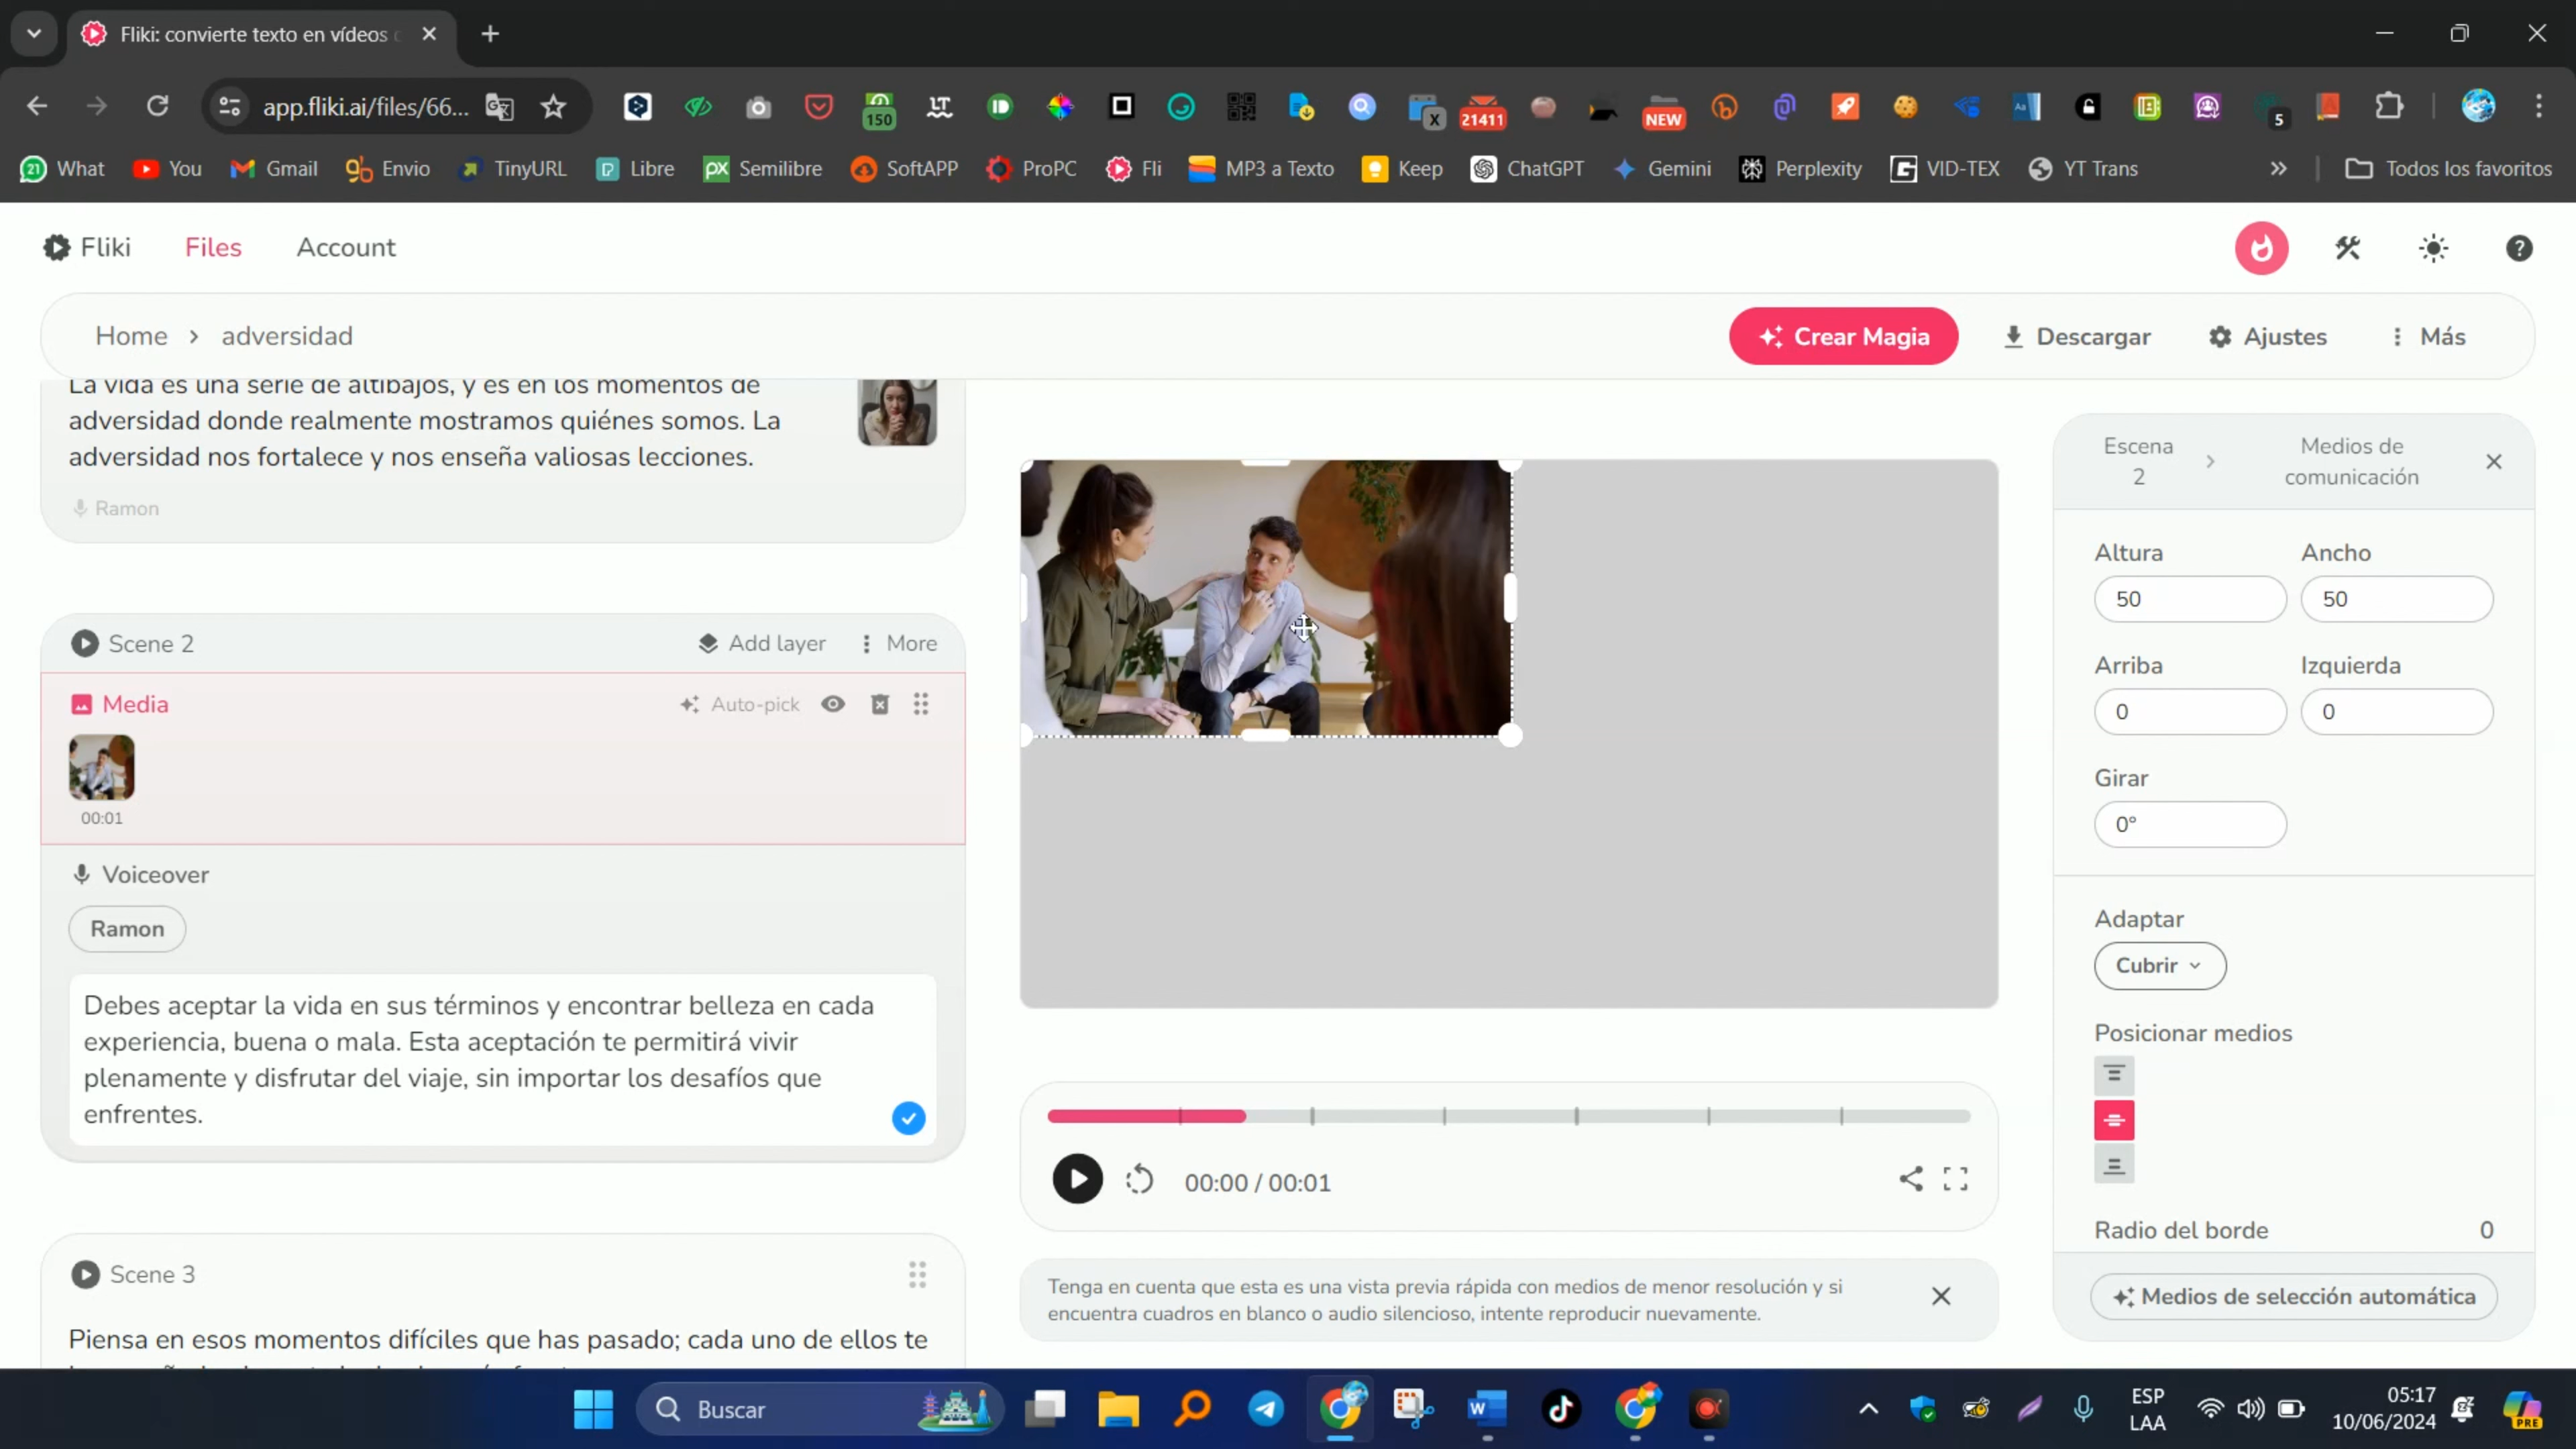 Fliki: convierte texto en vídeos
app.fliki.ai/files/66...
150
X
21411
NEW
5
21 What
You
Gmail
Envio
TinyURL
Libre
px Semilibre
SoftAPP
ProPC
Fli
MP3 a Texto
Keep
ChatGPT
Gemini
Perplexity
VID-TEX
YT Trans
Todos los favoritos
Fliki
Files
Account
Home > adversidad
Crear Magia
Descargar
Ajustes
Más
La vida es una serie de altibajos, y es en los momentos de
adversidad donde realmente mostramos quiénes somos. La
adversidad nos fortalece y nos enseña valiosas lecciones.
Ramon
Scene 2
Add layer
More
Media
Auto-pick
00:01
Voiceover
Ramon
Debes aceptar la vida en sus términos y encontrar belleza en cada
experiencia, buena o mala. Esta aceptación te permitirá vivir
plenamente y disfrutar del viaje, sin importar los desafíos que
enfrentes.
Scene 3
Piensa en esos momentos difíciles que has pasado; cada uno de ellos te
00:00 / 00:01
Tenga en cuenta que esta es una vista previa rápida con medios de menor resolución y si
encuentra cuadros en blanco o audio silencioso, intente reproducir nuevamente.
Escena
2
Medios de
comunicación
Altura
Ancho
50
50
Arriba
Izquierda
0
0
Girar
0°
Adaptar
Cubrir
Posicionar medios
Radio del borde
0
Medios de selección automática
Buscar
ESP
LAA
05:17
10/06/2024
PRE